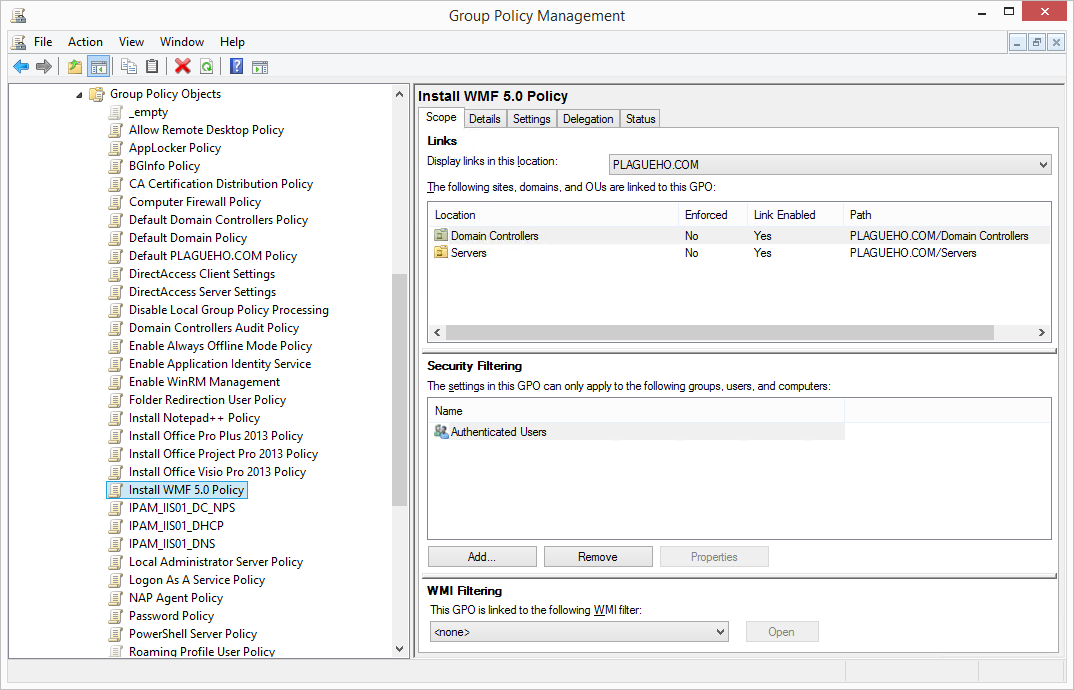 Group Policy Management
File Action View Window Help
Group Policy Objects
_empty
Allow Remote Desktop Policy
AppLocker Policy
BGInfo Policy
CA Certification Distribution Policy
Computer Firewall Policy
Default Domain Controllers Policy
Default Domain Policy
Default PLAGUEHO.COM Policy
DirectAccess Client Settings
DirectAccess Server Settings
Disable Local Group Policy Processing
Domain Controllers Audit Policy
Enable Always Offline Mode Policy
Enable Application Identity Service
Enable WinRM Management
Folder Redirection User Policy
Install Notepad++ Policy
Install Office Pro Plus 2013 Policy
Install Office Project Pro 2013 Policy
Install Office Visio Pro 2013 Policy
Install WMF 5.0 Policy
IPAM_IIS01_DC_NPS
IPAM_IIS01_DHCP
IPAM_IIS01_DNS
Local Administrator Server Policy
Logon As A Service Policy
NAP Agent Policy
Password Policy
PowerShell Server Policy
Roaming Profile User Policy
Install WMF 5.0 Policy
Scope Details Settings Delegation Status
Links
Display links in this location: PLAGUEHO.COM
The following sites, domains, and OUs are linked to this GPO:
Location Enforced Link Enabled Path
Domain Controllers No Yes PLAGUEHO.COM/Domain Controllers
Servers No Yes PLAGUEHO.COM/Servers
Security Filtering
The settings in this GPO can only apply to the following groups, users, and computers:
Name
Authenticated Users
Add... Remove Properties
WMI Filtering
This GPO is linked to the following WMI filter:
<none> Open